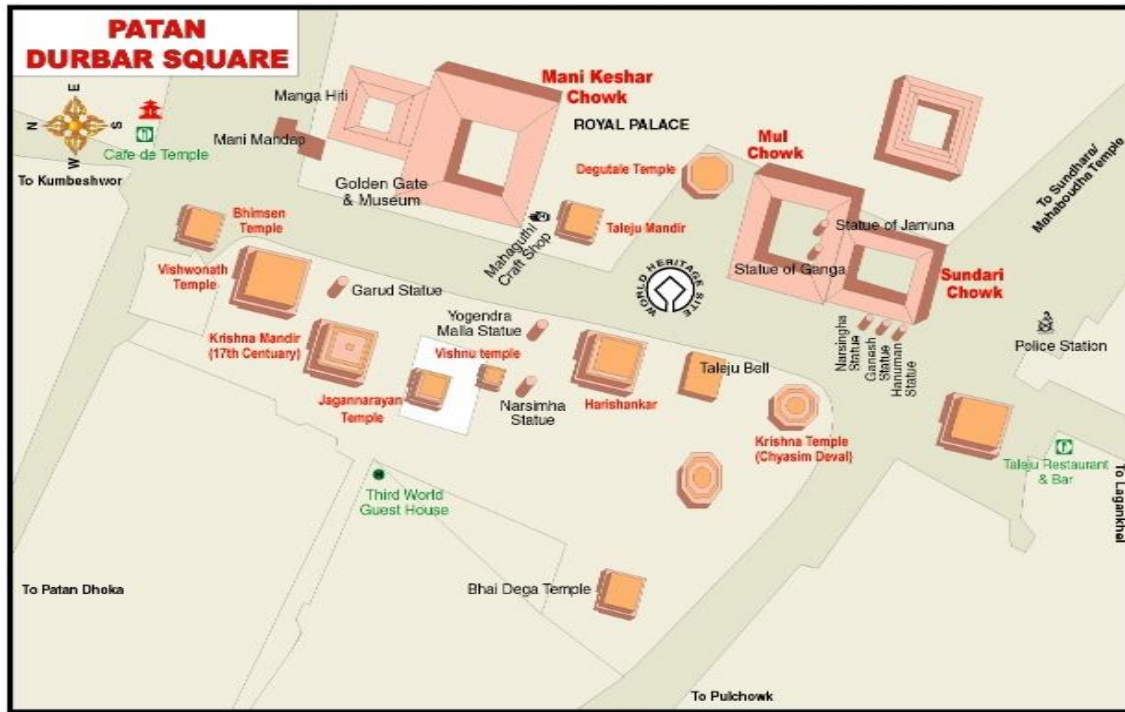 PATAN
DURBAR SQUARE
E
N
S
W
Cafe de Temple
To Kumbeshwor
Manga Hiti
Mani Mandap
Mani Keshar
Chowk
ROYAL PALACE
Golden Gate
& Museum
Mul
Chowk
Degutale Temple
To Sundhara/
Mahaboudha Temple
Bhimsen
Temple
Mahaguthi
Craft Shop
Taleju Mandir
Statue of Jamuna
Statue of Ganga
Vishwonath
Temple
Garud Statue
WORLD HERITAGE SITE
Sundari
Chowk
Yogendra
Malla Statue
Krishna Mandir
(17th Centuary)
Vishnu temple
Taleju Bell
Narsingha
Statue
Ganesh
Statue
Hanuman
Statue
Police Station
Jagannarayan
Temple
Narsimha
Statue
Harishankar
Krishna Temple
(Chyasim Deval)
Taleju Restaurant
& Bar
To Lagankhal
Third World
Guest House
To Patan Dhoka
Bhai Dega Temple
To Pulchowk